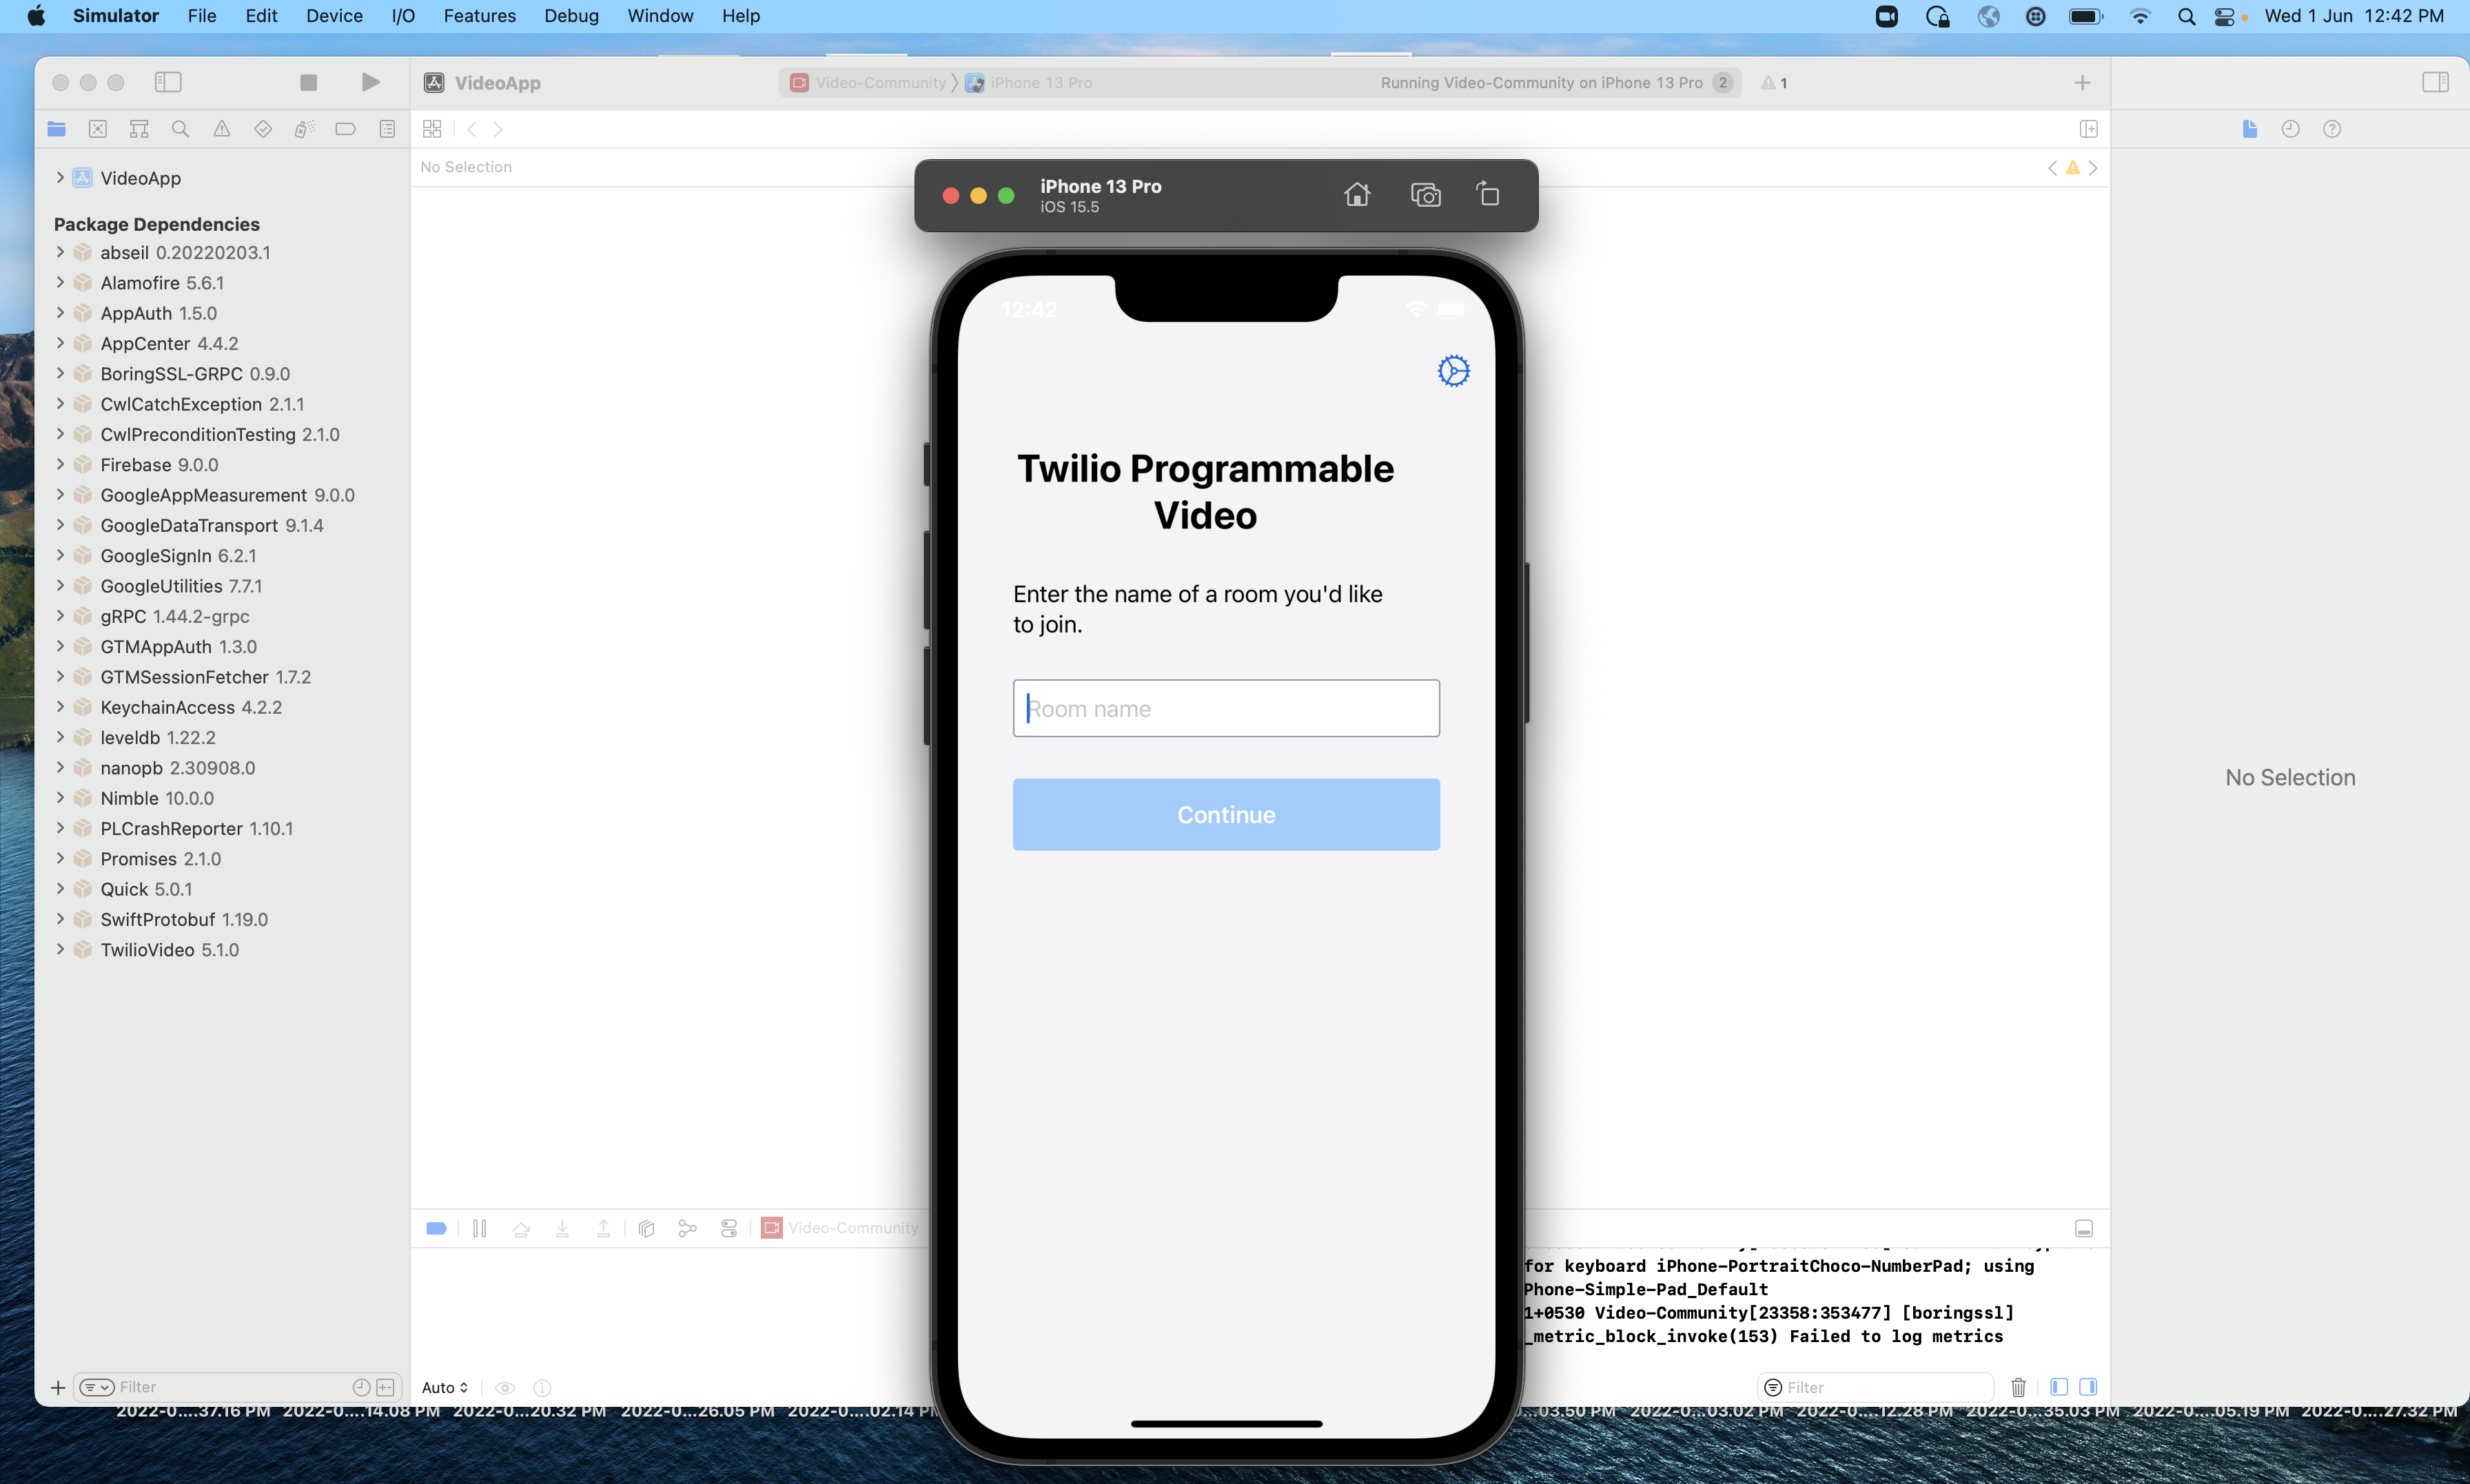 Simulator File Edit Device I/O Features Debug Window Help Wed 1 Jun 12:42 PM
VideoApp Video-Community iPhone 13 Pro Running Video-Community on iPhone 13 Pro 2 1
No Selection
VideoApp
Package Dependencies
abseil 0.20220203.1
Alamofire 5.6.1
AppAuth 1.5.0
AppCenter 4.4.2
BoringSSL-GRPC 0.9.0
CwlCatchException 2.1.1
CwlPreconditionTesting 2.1.0
Firebase 9.0.0
GoogleAppMeasurement 9.0.0
GoogleDataTransport 9.1.4
GoogleSignIn 6.2.1
GoogleUtilities 7.7.1
gRPC 1.44.2-grpc
GTMAppAuth 1.3.0
GTMSessionFetcher 1.7.2
KeychainAccess 4.2.2
leveldb 1.22.2
nanopb 2.30908.0
Nimble 10.0.0
PLCrashReporter 1.10.1
Promises 2.1.0
Quick 5.0.1
SwiftProtobuf 1.19.0
TwilioVideo 5.1.0
Filter
iPhone 13 Pro
iOS 15.5
12:42
Twilio Programmable
Video
Enter the name of a room you'd like
to join.
Room name
Continue
No Selection
Video-Community
for keyboard iPhone-PortraitChoco-NumberPad; using
Phone-Simple-Pad_Default
1+0530 Video-Community[23358:353477] [boringssl]
_metric_block_invoke(153) Failed to log metrics
Auto
Filter
2022-0....37.16 PM 2022-0....14.08 PM 2022-0...20.32 PM 2022-0...26.05 PM 2022-0....02.14 PM
...03.50 PM 2022-0...03.02 PM 2022-0....12.28 PM 2022-0...35.03 PM 2022-0....05.19 PM 2022-0....27.32 PM